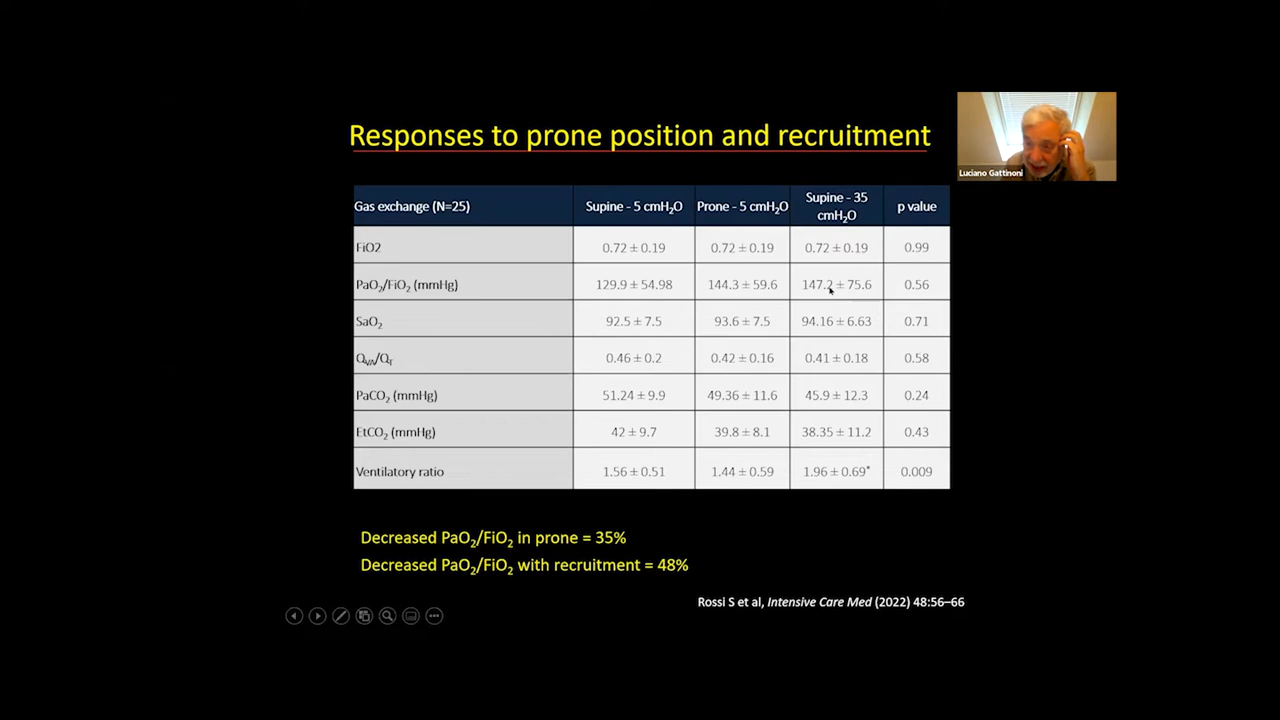 Responses to prone position and recruitment
Luciano Gattinoni
Gas exchange (N=25) Supine - 5 cmH₂O Prone - 5 cmH₂O Supine - 35 cmH₂O p value
FiO2 0.72 ± 0.19 0.72 ± 0.19 0.72 ± 0.19 0.99
PaO₂/FiO₂ (mmHg) 129.9 ± 54.98 144.3 ± 59.6 147.2 ± 75.6 0.56
SaO₂ 92.5 ± 7.5 93.6 ± 7.5 94.16 ± 6.63 0.71
Q_VA/Q_T 0.46 ± 0.2 0.42 ± 0.16 0.41 ± 0.18 0.58
PaCO₂ (mmHg) 51.24 ± 9.9 49.36 ± 11.6 45.9 ± 12.3 0.24
EtCO₂ (mmHg) 42 ± 9.7 39.8 ± 8.1 38.35 ± 11.2 0.43
Ventilatory ratio 1.56 ± 0.51 1.44 ± 0.59 1.96 ± 0.69* 0.009
Decreased PaO₂/FiO₂ in prone = 35%
Decreased PaO₂/FiO₂ with recruitment = 48%
Rossi S et al, Intensive Care Med (2022) 48:56–66